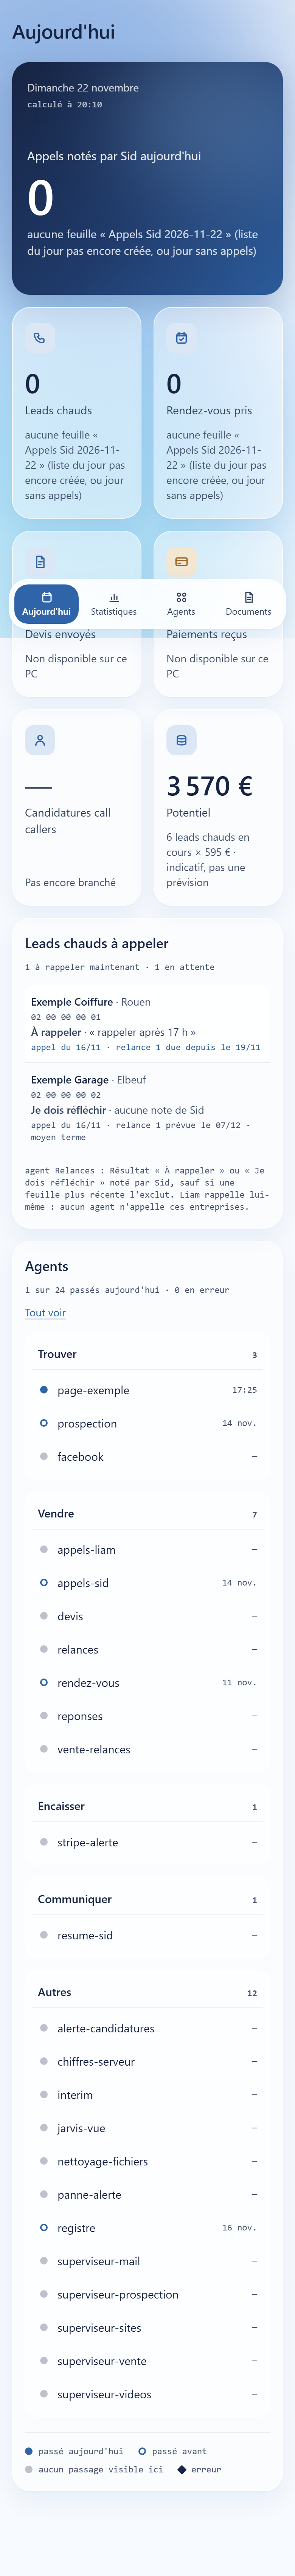 Aujourd'hui
Dimanche 22 novembre
calculé à 20:10
Appels notés par Sid aujourd'hui
0
aucune feuille « Appels Sid 2026-11-22 » (liste
du jour pas encore créée, ou jour sans appels)
0
Leads chauds
aucune feuille «
Appels Sid 2026-11-
22 » (liste du jour pas
encore créée, ou jour
sans appels)
0
Rendez-vous pris
aucune feuille «
Appels Sid 2026-11-
22 » (liste du jour pas
encore créée, ou jour
sans appels)
Aujourd'hui
Statistiques
Agents
Documents
Devis envoyés
Non disponible sur ce
PC
Paiements reçus
Non disponible sur ce
PC
—
Candidatures call
callers
Pas encore branché
3 570 €
Potentiel
6 leads chauds en
cours × 595 € ·
indicatif, pas une
prévision
Leads chauds à appeler
1 à rappeler maintenant · 1 en attente
Exemple Coiffure · Rouen
02 00 00 00 01
À rappeler · « rappeler après 17 h »
appel du 16/11 · relance 1 due depuis le 19/11
Exemple Garage · Elbeuf
02 00 00 00 02
Je dois réfléchir · aucune note de Sid
appel du 16/11 · relance 1 prévue le 07/12 ·
moyen terme
agent Relances : Résultat « À rappeler » ou « Je
dois réfléchir » noté par Sid, sauf si une
feuille plus récente l'exclut. Liam rappelle lui-
même : aucun agent n'appelle ces entreprises.
Agents
1 sur 24 passés aujourd'hui · 0 en erreur
Tout voir
Trouver 3
page-exemple 17:25
prospection 14 nov.
facebook —
Vendre 7
appels-liam —
appels-sid 14 nov.
devis —
relances —
rendez-vous 11 nov.
reponses —
vente-relances —
Encaisser 1
stripe-alerte —
Communiquer 1
resume-sid —
Autres 12
alerte-candidatures —
chiffres-serveur —
interim —
jarvis-vue —
nettoyage-fichiers —
panne-alerte —
registre 16 nov.
superviseur-mail —
superviseur-prospection —
superviseur-sites —
superviseur-vente —
superviseur-videos —
passé aujourd'hui passé avant
aucun passage visible ici erreur